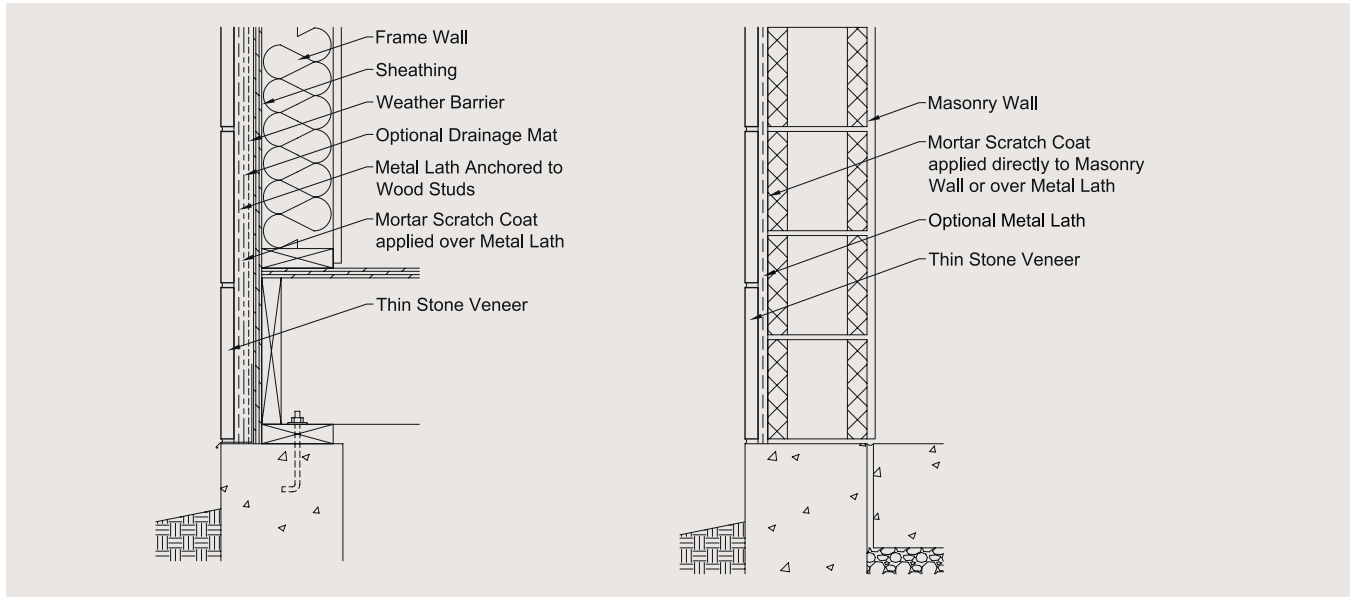 Frame Wall
Sheathing
Weather Barrier
Optional Drainage Mat
Metal Lath Anchored to
Wood Studs
Mortar Scratch Coat
applied over Metal Lath
Thin Stone Veneer
Masonry Wall
Mortar Scratch Coat
applied directly to Masonry
Wall or over Metal Lath
Optional Metal Lath
Thin Stone Veneer